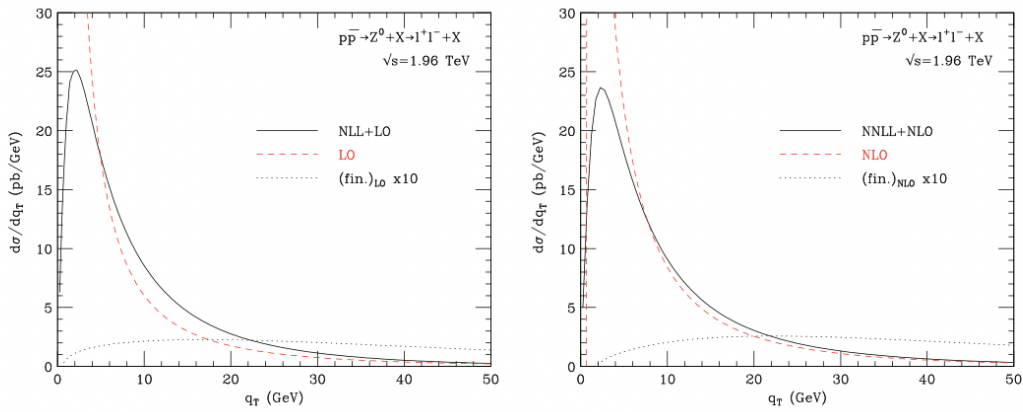 30
25
20
15
10
5
0
dσ/dq_T (pb/GeV)
pp̅→Z⁰+X→l⁺l⁻+X
√s=1.96 TeV
NLL+LO
LO
(fin.)_LO x10
0 10 20 30 40 50
q_T (GeV)
30
25
20
15
10
5
0
dσ/dq_T (pb/GeV)
pp̅→Z⁰+X→l⁺l⁻+X
√s=1.96 TeV
NNLL+NLO
NLO
(fin.)_NLO x10
0 10 20 30 40 50
q_T (GeV)